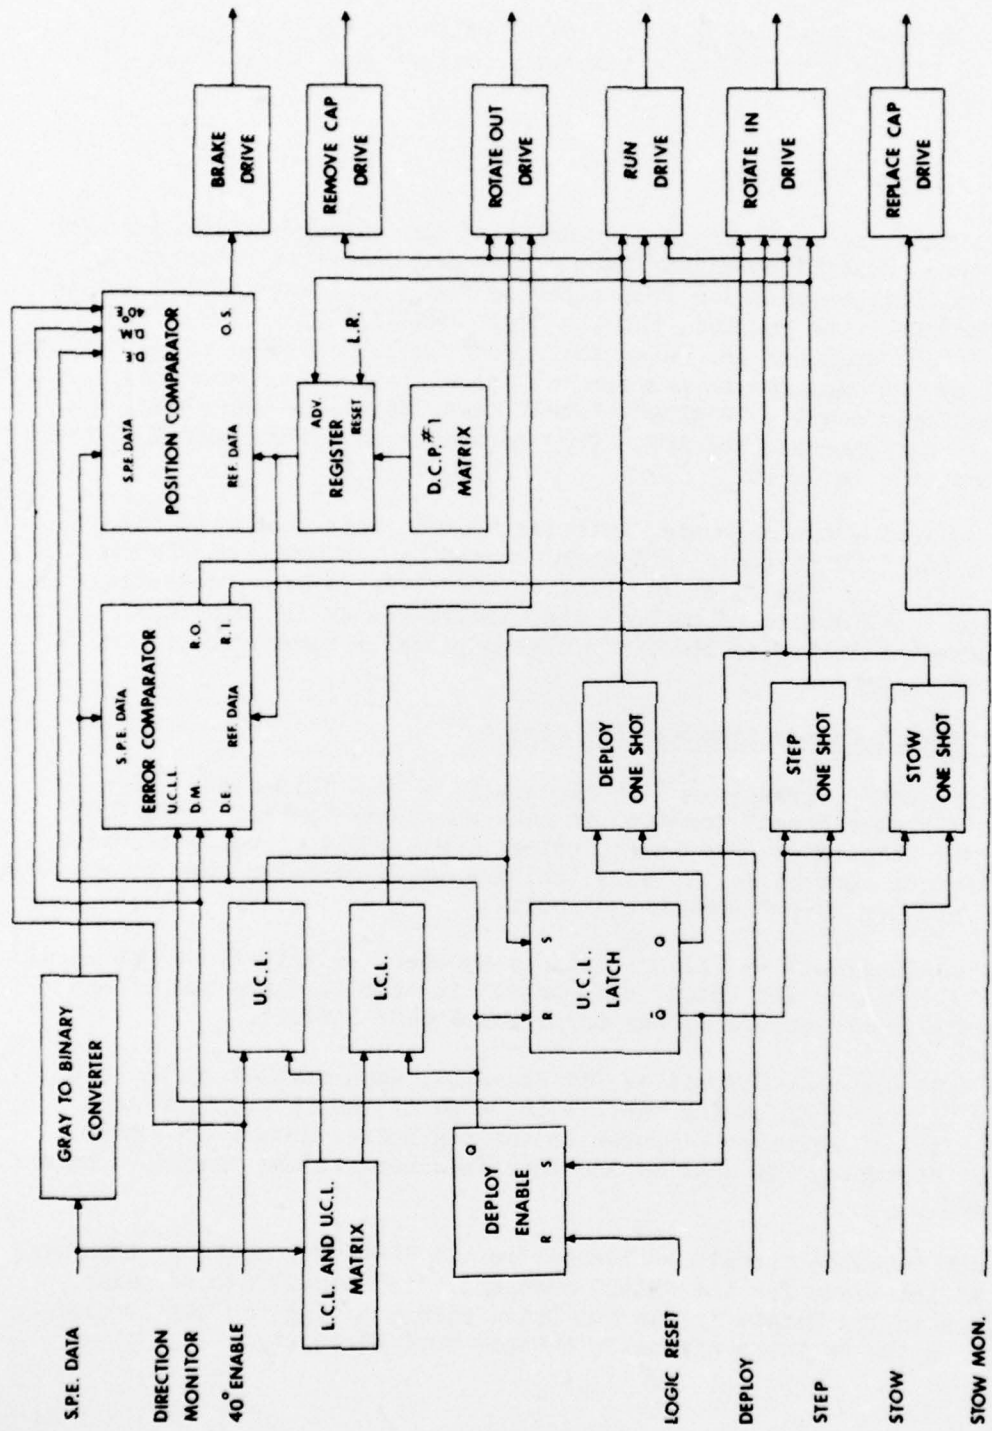 S.P.E. DATA
DIRECTION
MONITOR
40° ENABLE
LOGIC RESET
DEPLOY
STEP
STOW
STOW MON.
GRAY TO BINARY
CONVERTER
L.C.L. AND U.C.L.
MATRIX
DEPLOY
ENABLE
Q
R
S
U.C.L.
L.C.L.
U.C.L.
LATCH
R
S
Q̅
Q
S.P.E. DATA
ERROR COMPARATOR
U.C.L.L.
D.M.
R.O.
D.E.
REF. DATA
R.I.
DEPLOY
ONE SHOT
STEP
ONE SHOT
STOW
ONE SHOT
D.E.
D.M.
40°E.
S.P.E. DATA
POSITION COMPARATOR
REF. DATA
O.S.
ADV.
REGISTER
RESET
L.R.
D.C.P. #1
MATRIX
BRAKE
DRIVE
REMOVE CAP
DRIVE
ROTATE OUT
DRIVE
RUN
DRIVE
ROTATE IN
DRIVE
REPLACE CAP
DRIVE